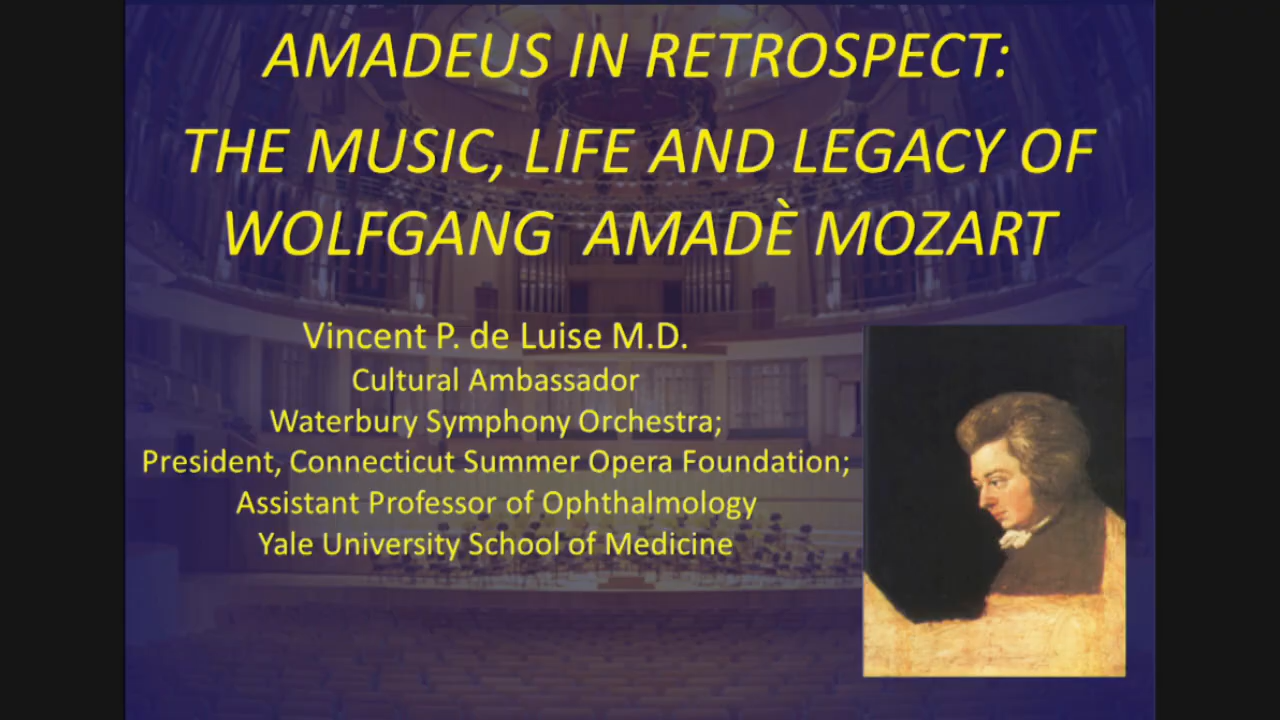 AMADEUS IN RETROSPECT:
THE MUSIC, LIFE AND LEGACY OF
WOLFGANG AMADÈ MOZART
Vincent P. de Luise M.D.
Cultural Ambassador
Waterbury Symphony Orchestra;
President, Connecticut Summer Opera Foundation;
Assistant Professor of Ophthalmology
Yale University School of Medicine